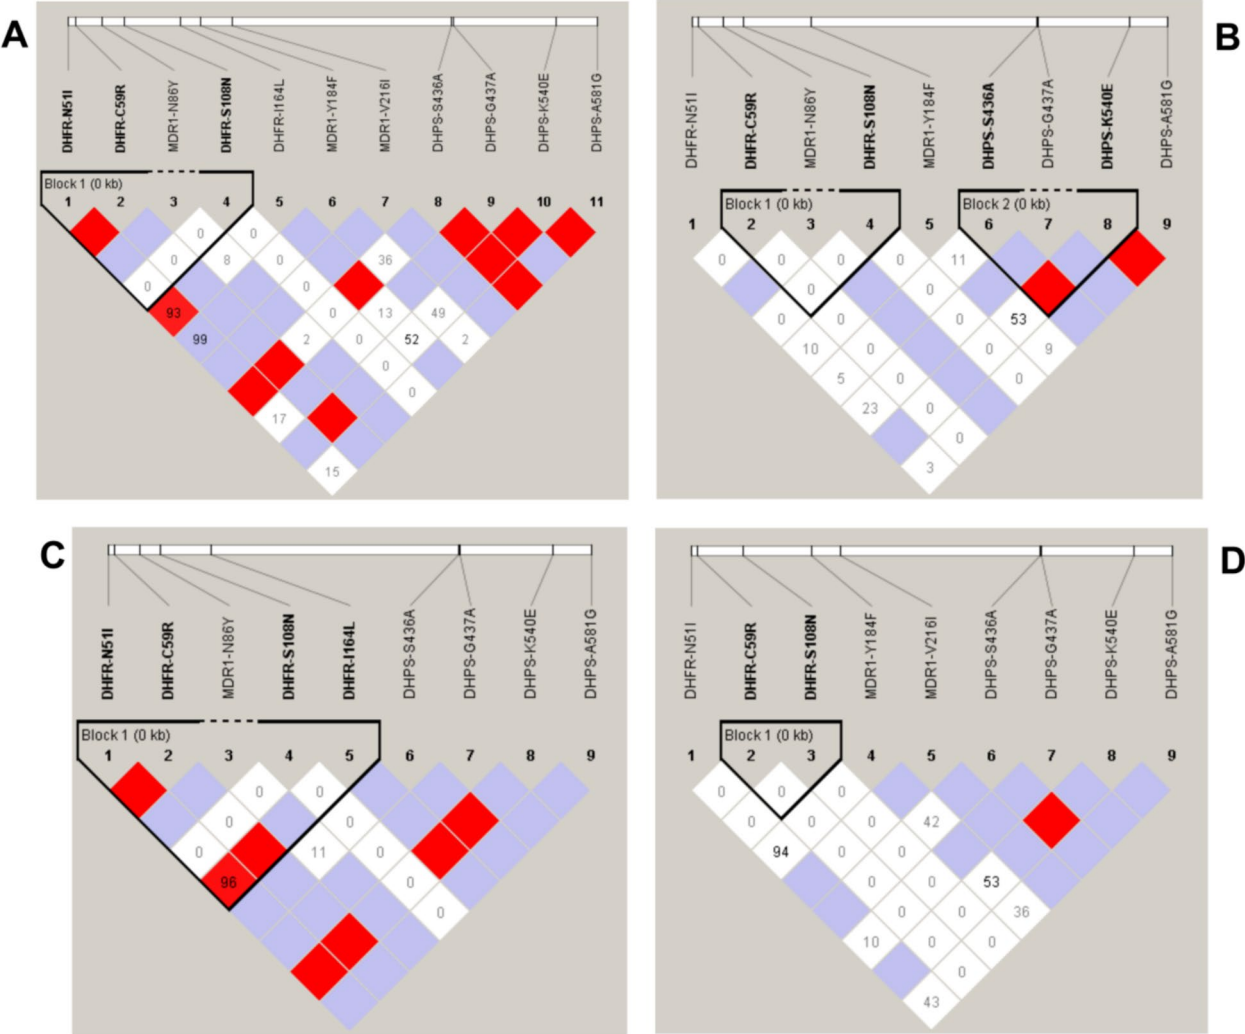 A
DHFR-N51I
DHFR-C59R
MDR1-N86Y
DHFR-S108N
DHFR-I164L
MDR1-Y184F
MDR1-V216I
DHPS-S436A
DHPS-G437A
DHPS-K540E
DHPS-A581G
Block 1 (0 kb)
1 2 3 4 5 6 7 8 9 10 11
0 0
0 8 0 36
0 0
93 0 13 49
99 2 0 52 2
0
0
17
15
B
DHFR-N51I
DHFR-C59R
MDR1-N86Y
DHFR-S108N
MDR1-Y184F
DHPS-S436A
DHPS-G437A
DHPS-K540E
DHPS-A581G
Block 1 (0 kb) Block 2 (0 kb)
1 2 3 4 5 6 7 8 9
0 0 0 0 11
0 0
0 0 53
10 0 0 9
5 0 0
23 0
0
3
C
DHFR-N51I
DHFR-C59R
MDR1-N86Y
DHFR-S108N
DHFR-I164L
DHPS-S436A
DHPS-G437A
DHPS-K540E
DHPS-A581G
Block 1 (0 kb)
1 2 3 4 5 6 7 8 9
0 0
0 0
0 11 0
96 0
0
D
DHFR-N51I
DHFR-C59R
DHFR-S108N
MDR1-Y184F
MDR1-V216I
DHPS-S436A
DHPS-G437A
DHPS-K540E
DHPS-A581G
Block 1 (0 kb)
1 2 3 4 5 6 7 8 9
0 0 0
0 0 0 42
94 0 0
0 0 53
0 0 36
10 0 0
0
43